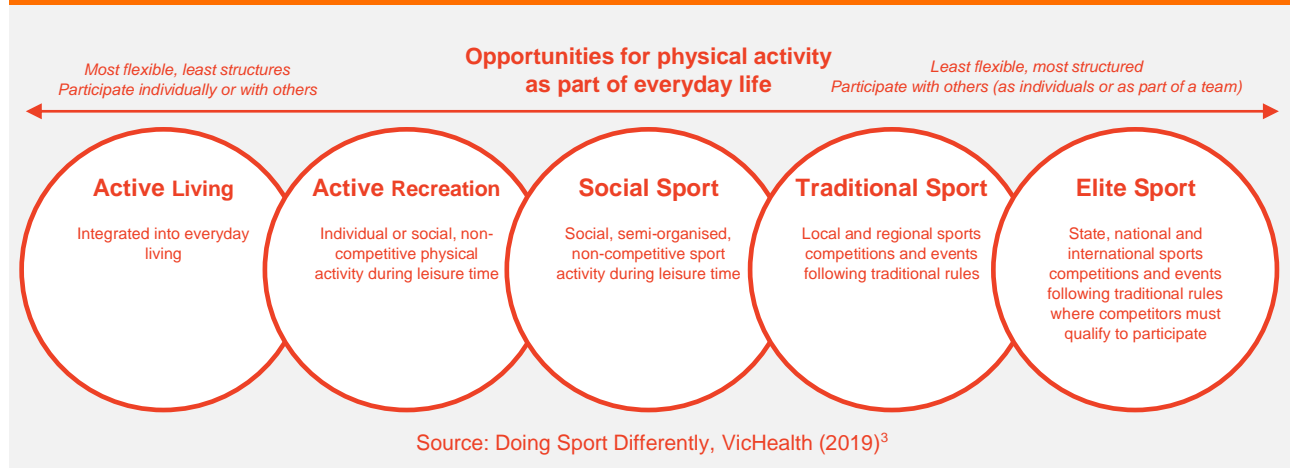 Opportunities for physical activity
as part of everyday life
Most flexible, least structures
Participate individually or with others
Least flexible, most structured
Participate with others (as individuals or as part of a team)
Active Living
Integrated into everyday
living
Active Recreation
Individual or social, non-
competitive physical
activity during leisure time
Social Sport
Social, semi-organised,
non-competitive sport
activity during leisure time
Traditional Sport
Local and regional sports
competitions and events
following traditional rules
Elite Sport
State, national and
international sports
competitions and events
following traditional rules
where competitors must
qualify to participate
Source: Doing Sport Differently, VicHealth (2019)³